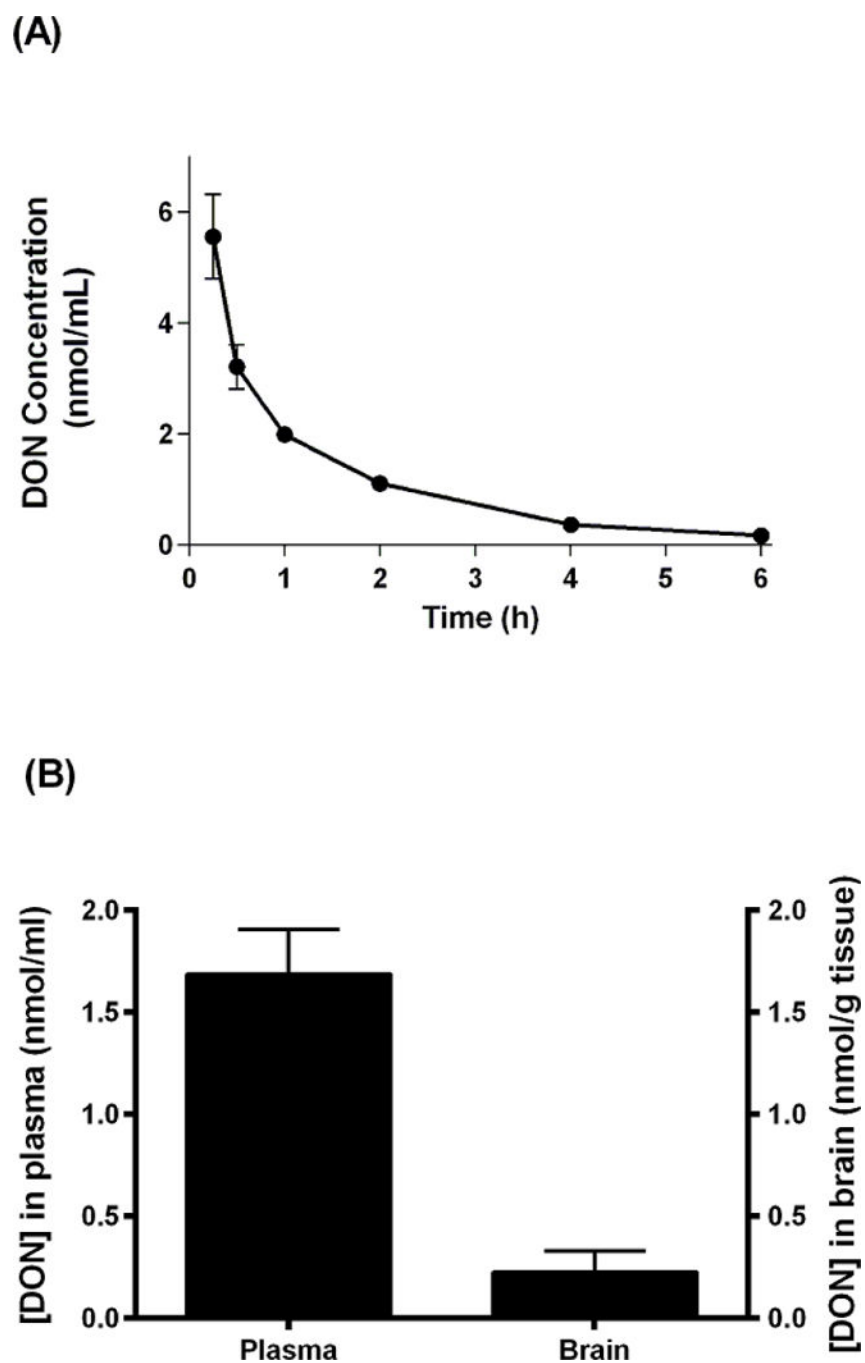 (A)
DON Concentration
(nmol/mL)
6
4
2
0
0 1 2 3 4 5 6
Time (h)
(B)
[DON] in plasma (nmol/ml)
2.0
1.5
1.0
0.5
0.0
Plasma Brain
2.0
1.5
1.0
0.5
0.0
[DON] in brain (nmol/g tissue)